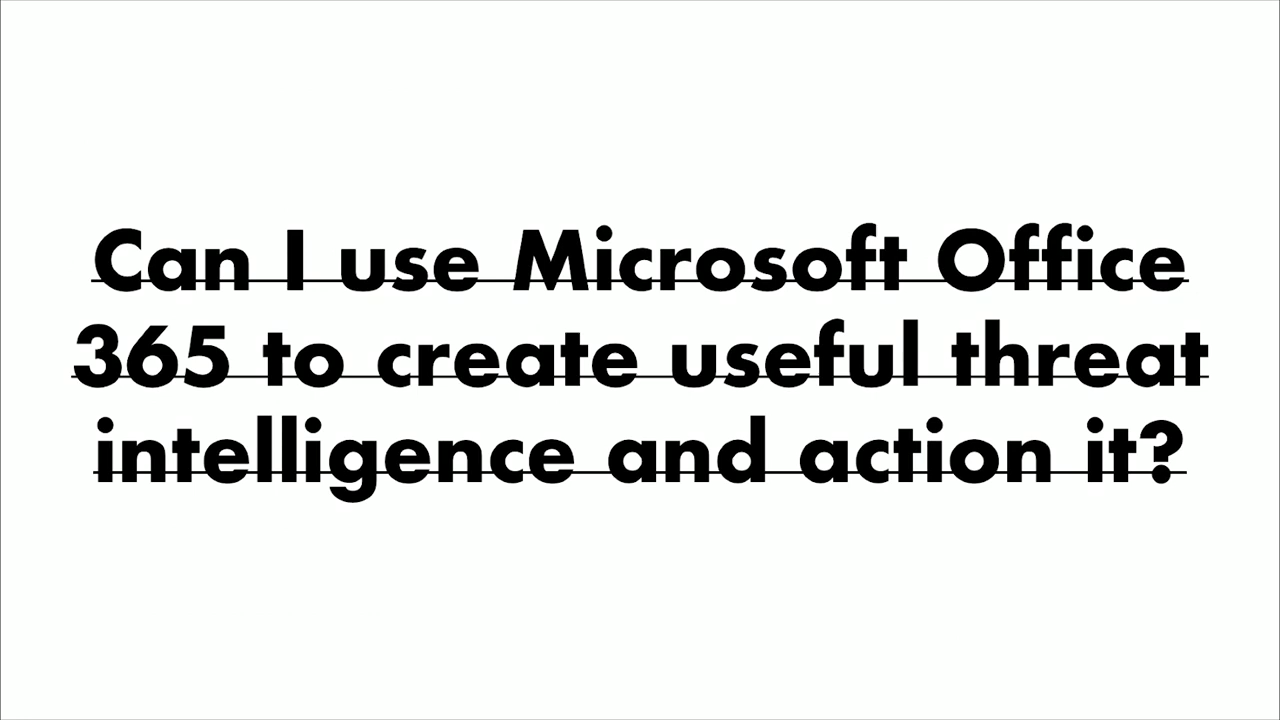 Can I use Microsoft Office
365 to create useful threat
intelligence and action it?